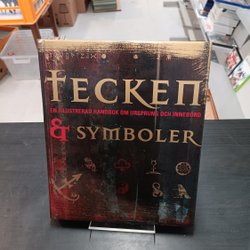 TECKEN
EN ILLUSTRERAD HANDBOK OM URSPRUNG OCH INNEBÖRD
& SYMBOLER